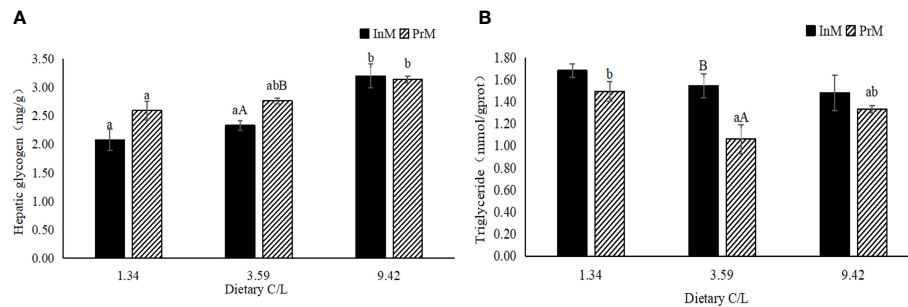 A
InM PrM
Hepatic glycogen（mg/g）
3.50
3.00
2.50
2.00
1.50
1.00
0.50
0.00
a
a
aA
abB
b
b
1.34 3.59 9.42
Dietary C/L
B
InM PrM
Triglyceride（mmol/gprot）
1.80
1.60
1.40
1.20
1.00
0.80
0.60
0.40
0.20
0.00
b
B
aA
ab
1.34 3.59 9.42
Dietary C/L